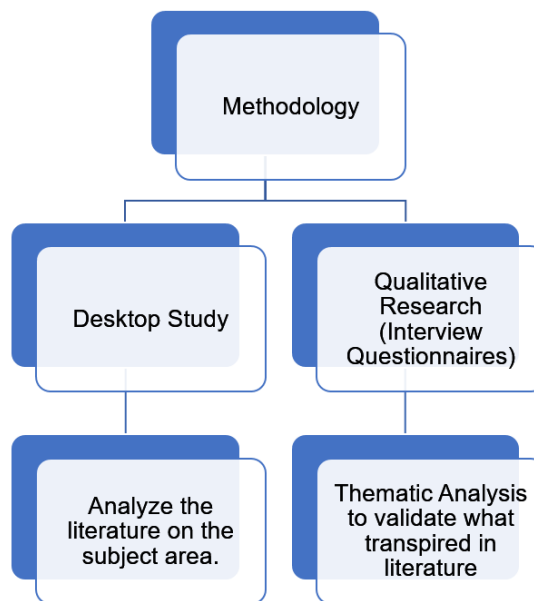 Methodology
Desktop Study
Qualitative
Research
(Interview
Questionnaires)
Analyze the
literature on the
subject area.
Thematic Analysis
to validate what
transpired in
literature